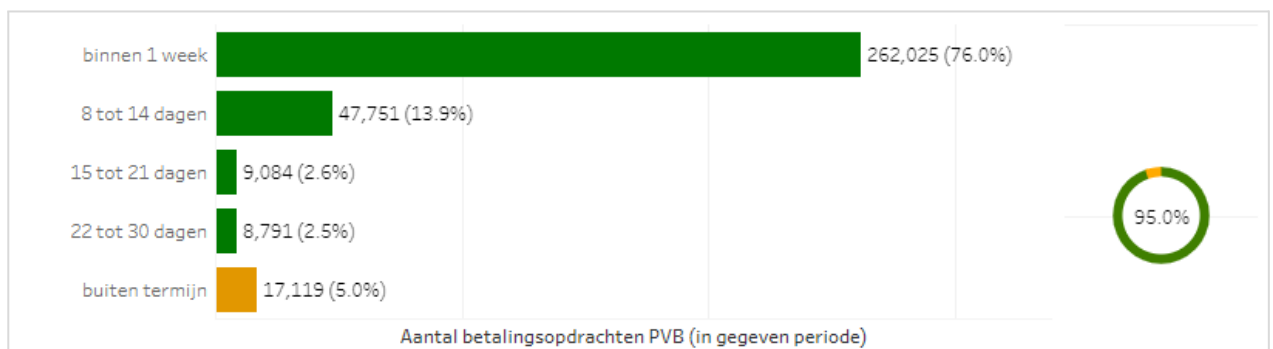 binnen 1 week 262,025 (76.0%)
8 tot 14 dagen 47,751 (13.9%)
15 tot 21 dagen 9,084 (2.6%)
22 tot 30 dagen 8,791 (2.5%)
buiten termijn 17,119 (5.0%)
Aantal betalingsopdrachten PVB (in gegeven periode)
95.0%